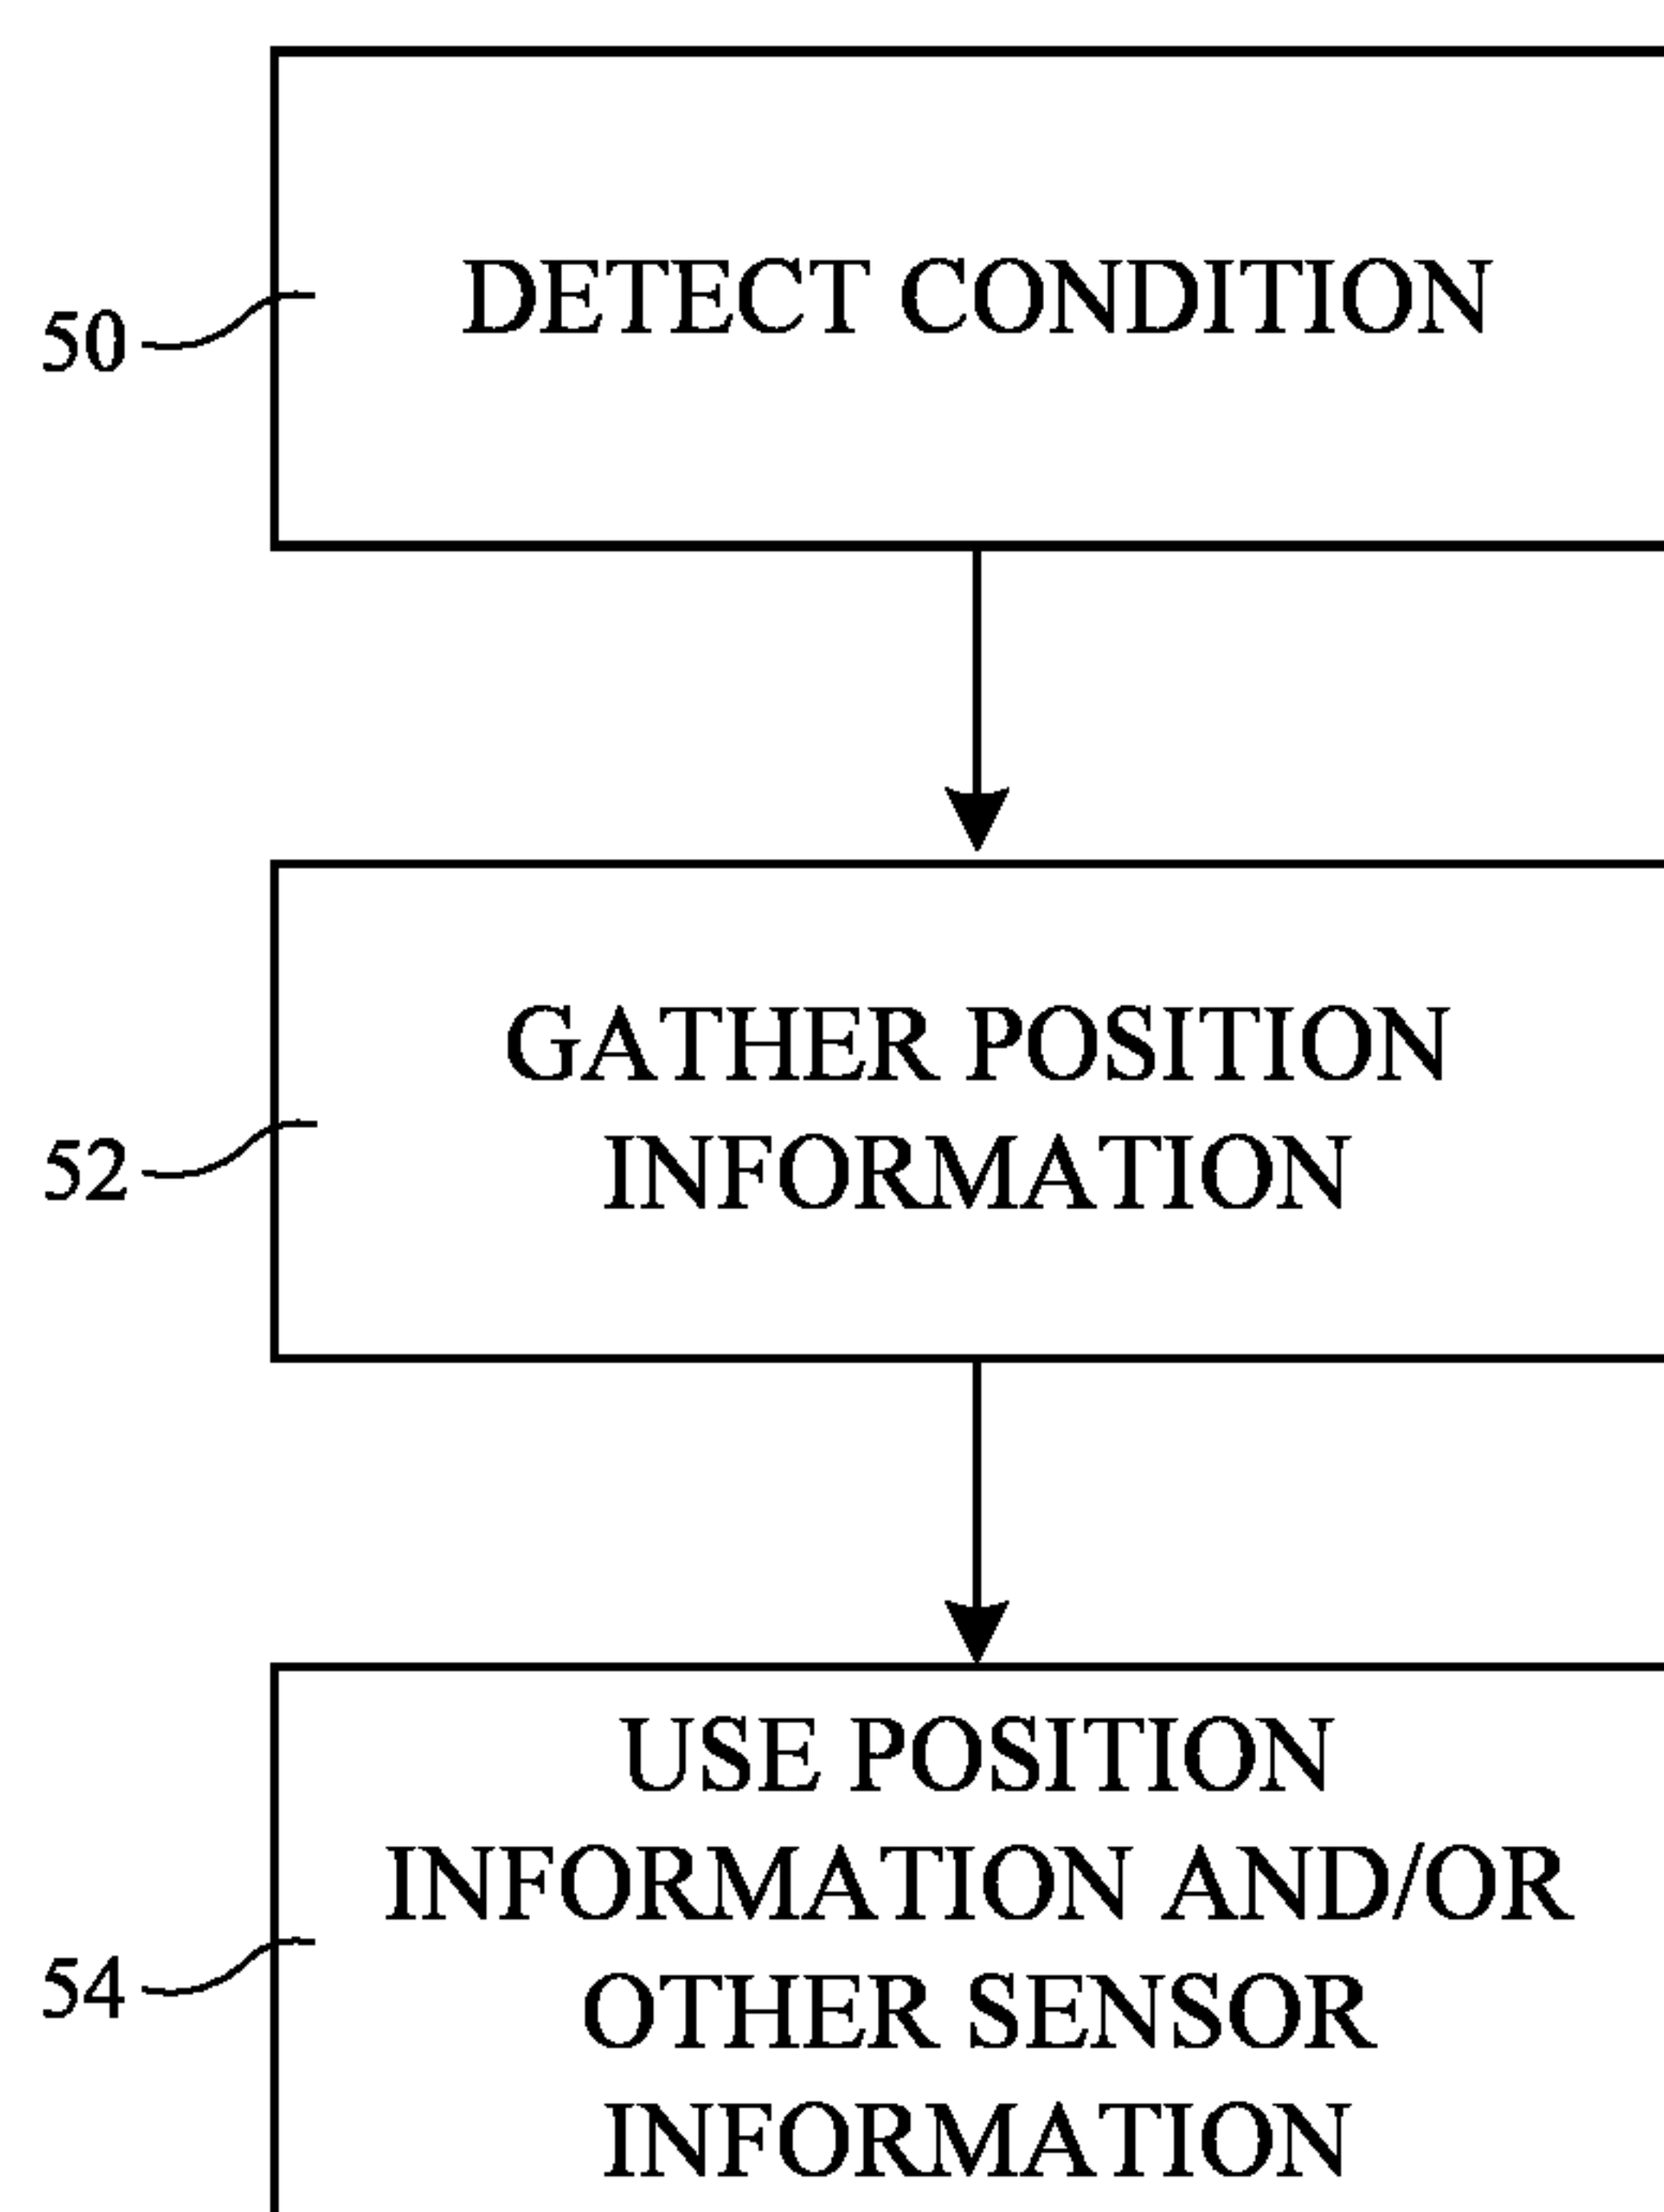 50
DETECT CONDITION
52
GATHER POSITION
INFORMATION
54
USE POSITION
INFORMATION AND/OR
OTHER SENSOR
INFORMATION